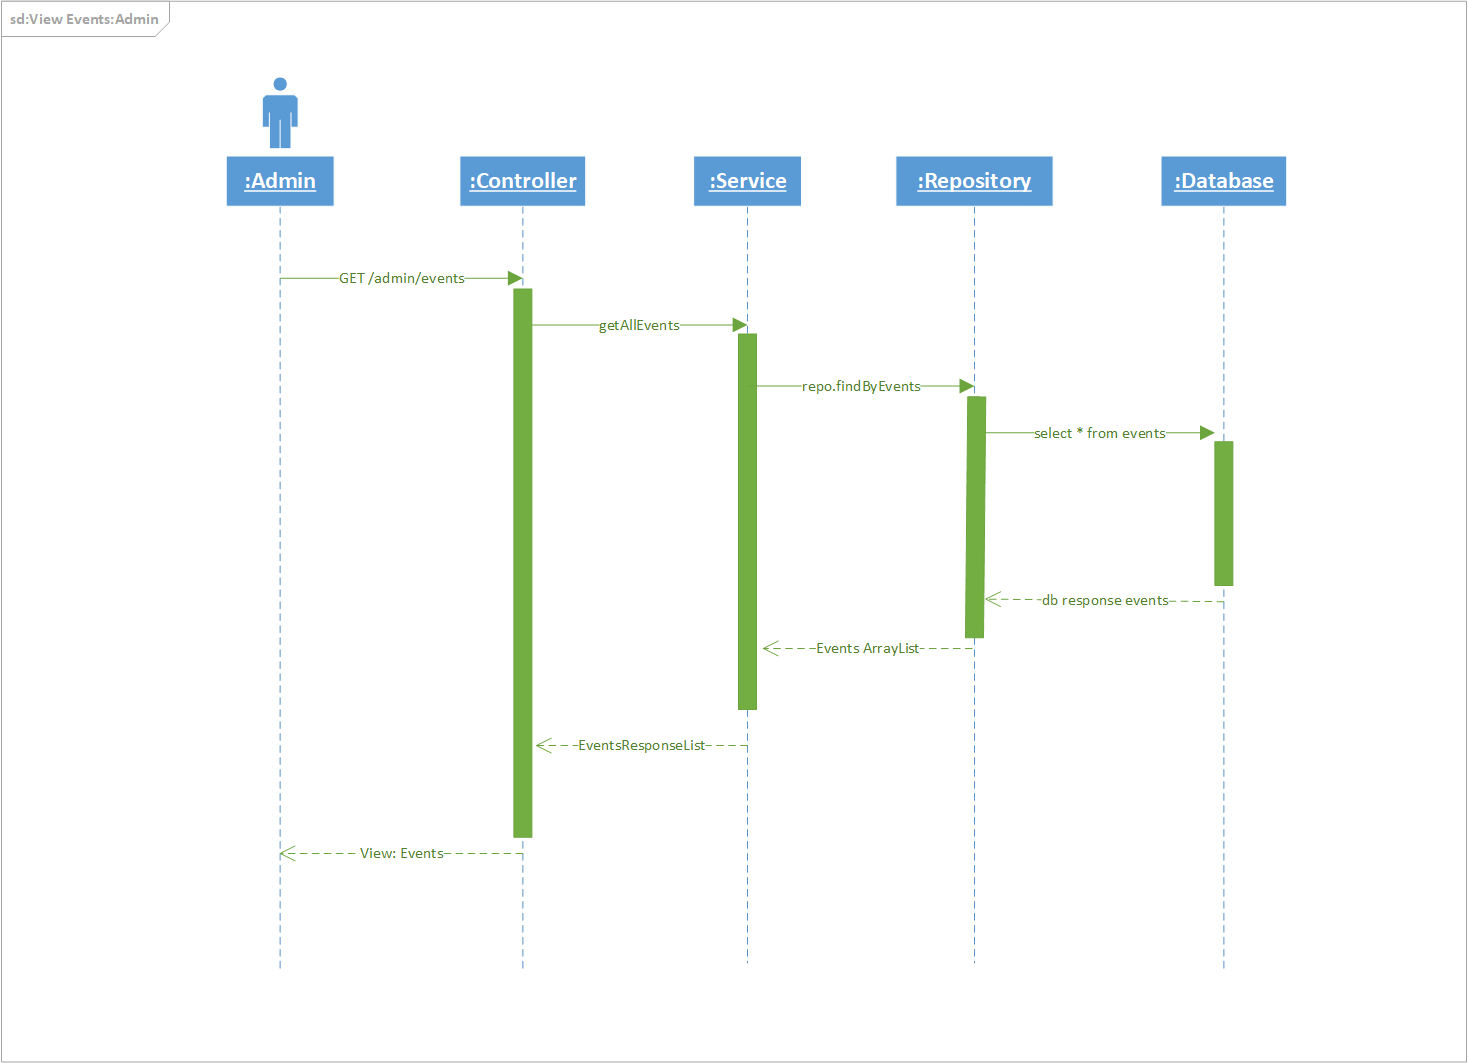 sd:View Events:Admin
:Admin
:Controller
:Service
:Repository
:Database
GET /admin/events
getAllEvents
repo.findByEvents
select * from events
db response events
Events ArrayList
EventsResponseList
View: Events